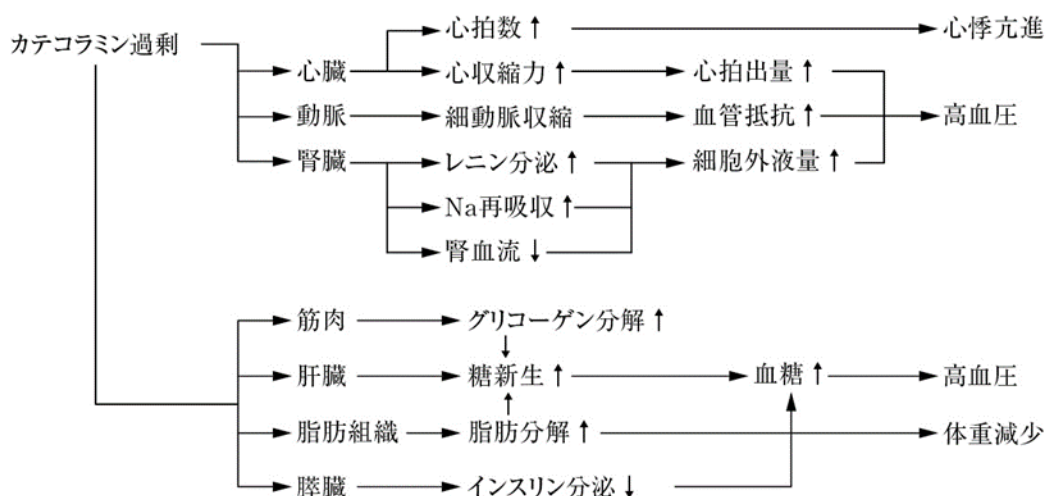 カテコラミン過剰
心拍数↑
心悸亢進
心臓
心収縮力↑
心拍出量↑
動脈
細動脈収縮
血管抵抗↑
高血圧
腎臓
レニン分泌↑
細胞外液量↑
Na再吸収↑
腎血流↓
筋肉
グリコーゲン分解↑
肝臓
糖新生↑
血糖↑
高血圧
脂肪組織
脂肪分解↑
体重減少
膵臓
インスリン分泌↓